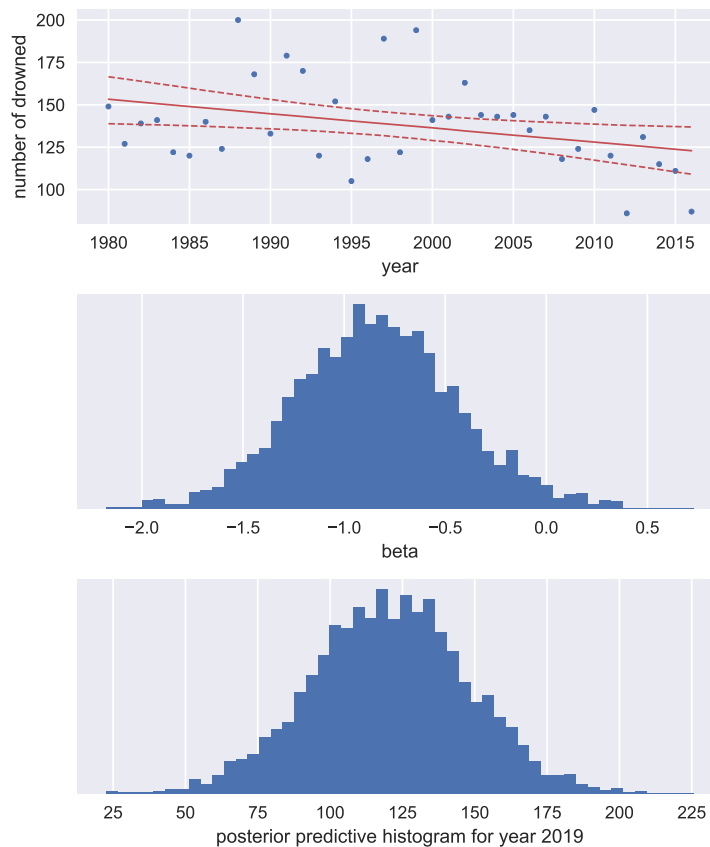 200
175
150
125
100
number of drowned
1980 1985 1990 1995 2000 2005 2010 2015
year
−2.0 −1.5 −1.0 −0.5 0.0 0.5
beta
25 50 75 100 125 150 175 200 225
posterior predictive histogram for year 2019